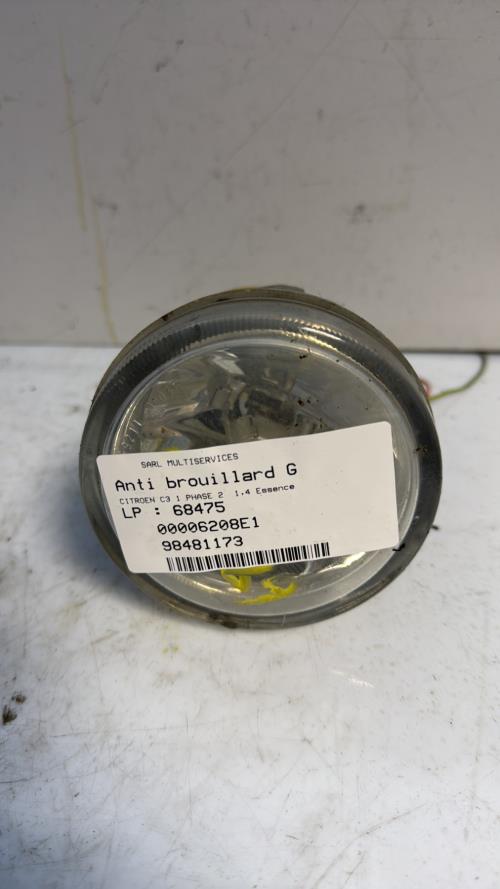 SARL MULTISERVICES
Anti brouillard G
CITROEN C3 1 PHASE 2 1,4 Essence
LP : 68475
00006208E1
98481173